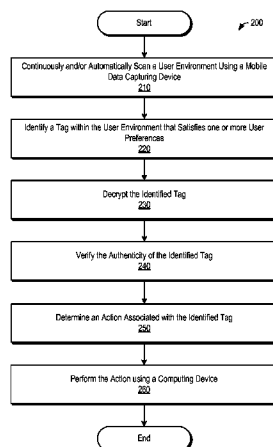 Start
200
Continuously and/or Automatically Scan a User Environment Using a Mobile
Data Capturing Device
210
Identify a Tag within the User Environment that Satisfies one or more User
Preferences
220
Decrypt the Identified Tag
230
Verify the Authenticity of the Identified Tag
240
Determine an Action Associated with the Identified Tag
250
Perform the Action using a Computing Device
260
End